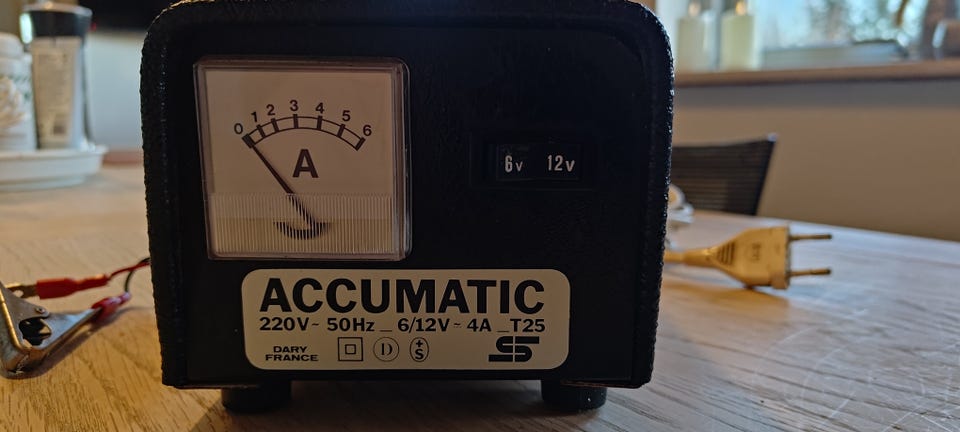 0 1 2 3 4 5 6
A
6v 12v
ACCUMATIC
220V~ 50Hz _ 6/12V~ 4A _T25
DARY
FRANCE
D
+
S